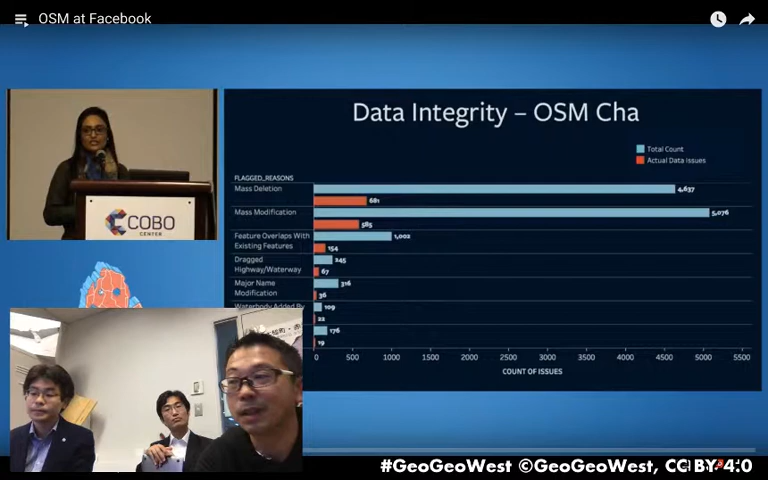 OSM at Facebook
Data Integrity – OSM Cha
Total Count
Actual Data Issues
FLAGGED_REASONS
Mass Deletion
4,637
681
Mass Modification
5,076
585
Feature Overlaps With
Existing Features
1,002
154
Dragged
Highway/Waterway
245
67
Major Name
Modification
316
36
Waterbody Added By
109
22
176
19
0 500 1000 1500 2000 2500 3000 3500 4000 4500 5000 5500
COUNT OF ISSUES
COBO
CENTER
#GeoGeoWest ©GeoGeoWest, CC BY 4.0